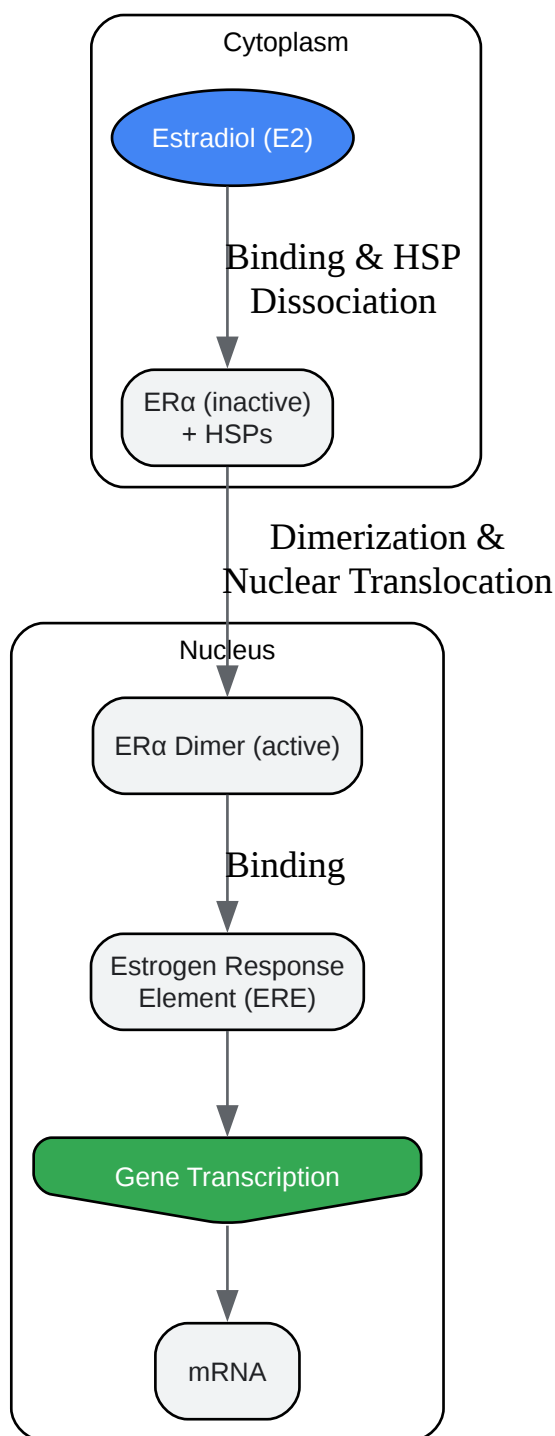 Cytoplasm
Estradiol (E2)
Binding & HSP
Dissociation
ERα (inactive)
+ HSPs
Dimerization &
Nuclear Translocation
Nucleus
ERα Dimer (active)
Binding
Estrogen Response
Element (ERE)
Gene Transcription
mRNA